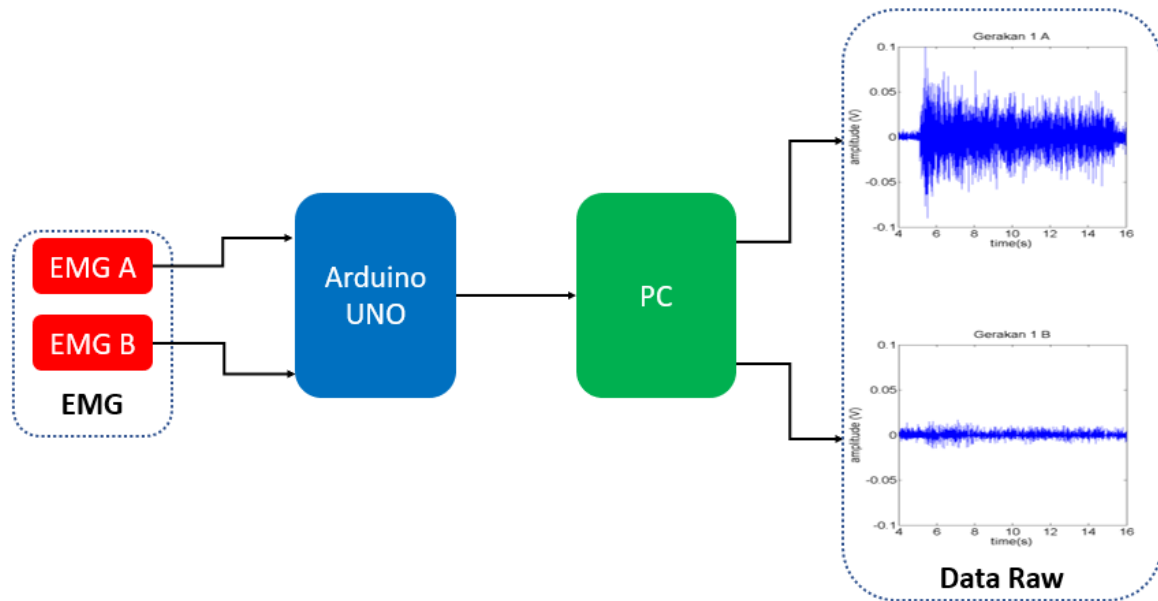 EMG A
EMG B
EMG
Arduino
UNO
PC
Gerakan 1 A
0.1
0.05
0
-0.05
-0.1
amplitude (V)
4 6 8 10 12 14 16
time(s)
Gerakan 1 B
0.1
0.05
0
-0.05
-0.1
amplitude (V)
4 6 8 10 12 14 16
time(s)
Data Raw